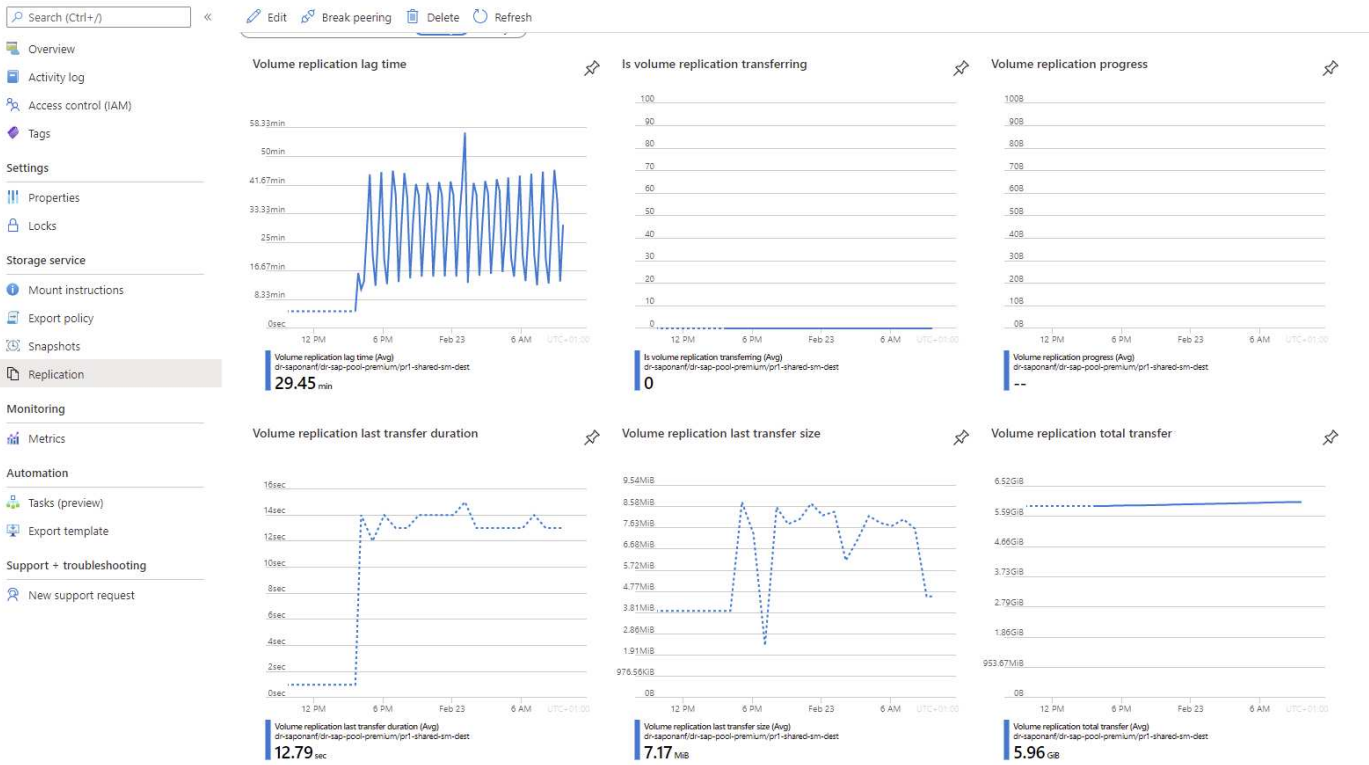 Search (Ctrl+/)
«
Edit
Break peering
Delete
Refresh
Overview
Activity log
Access control (IAM)
Tags
Settings
Properties
Locks
Storage service
Mount instructions
Export policy
Snapshots
Replication
Monitoring
Metrics
Automation
Tasks (preview)
Export template
Support + troubleshooting
New support request
Volume replication lag time
58.33min
50min
41.67min
33.33min
25min
16.67min
8.33min
0sec
12 PM 6 PM Feb 23 6 AM UTC+01:00
Volume replication lag time (Avg)
dr-saponanf/dr-sap-pool-premium/pr1-shared-sm-dest
29.45 min
Is volume replication transferring
100
90
80
70
60
50
40
30
20
10
0
12 PM 6 PM Feb 23 6 AM UTC+01:00
Is volume replication transferring (Avg)
dr-saponanf/dr-sap-pool-premium/pr1-shared-sm-dest
0
Volume replication progress
100B
90B
80B
70B
60B
50B
40B
30B
20B
10B
0B
12 PM 6 PM Feb 23 6 AM UTC+01:00
Volume replication progress (Avg)
dr-saponanf/dr-sap-pool-premium/pr1-shared-sm-dest
--
Volume replication last transfer duration
16sec
14sec
12sec
10sec
8sec
6sec
4sec
2sec
0sec
12 PM 6 PM Feb 23 6 AM UTC+01:00
Volume replication last transfer duration (Avg)
dr-saponanf/dr-sap-pool-premium/pr1-shared-sm-dest
12.79 sec
Volume replication last transfer size
9.54MiB
8.58MiB
7.63MiB
6.68MiB
5.72MiB
4.77MiB
3.81MiB
2.86MiB
1.91MiB
976.56KiB
0B
12 PM 6 PM Feb 23 6 AM UTC+01:00
Volume replication last transfer size (Avg)
dr-saponanf/dr-sap-pool-premium/pr1-shared-sm-dest
7.17 MiB
Volume replication total transfer
6.52GiB
5.59GiB
4.66GiB
3.73GiB
2.79GiB
1.86GiB
953.67MiB
0B
12 PM 6 PM Feb 23 6 AM UTC+01:00
Volume replication total transfer (Avg)
dr-saponanf/dr-sap-pool-premium/pr1-shared-sm-dest
5.96 GiB